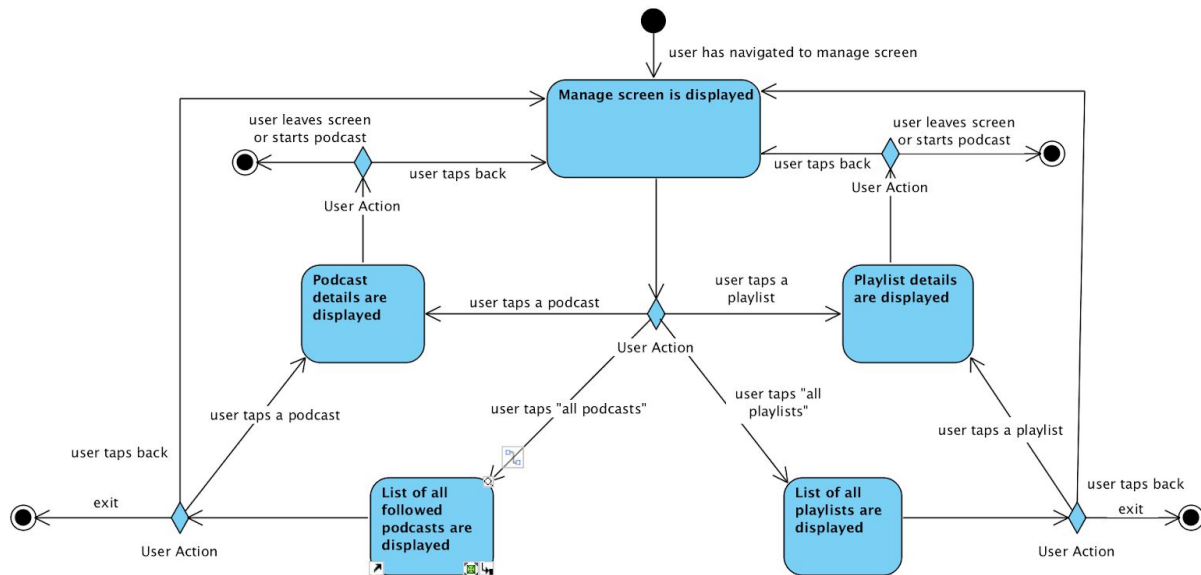 user has navigated to manage screen
Manage screen is displayed
user leaves screen
or starts podcast
user taps back
User Action
user leaves screen
or starts podcast
user taps back
User Action
Podcast
details are
displayed
user taps a podcast
user taps a
playlist
Playlist details
are displayed
User Action
user taps a podcast
user taps "all podcasts"
user taps "all
playlists"
user taps a playlist
user taps back
exit
User Action
List of all
followed
podcasts are
displayed
List of all
playlists are
displayed
user taps back
exit
User Action